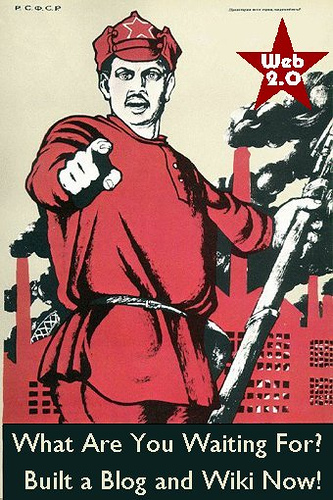 Р.С.Ф.С.Р
Web
2.0
What Are You Waiting For?
Built a Blog and Wiki Now!